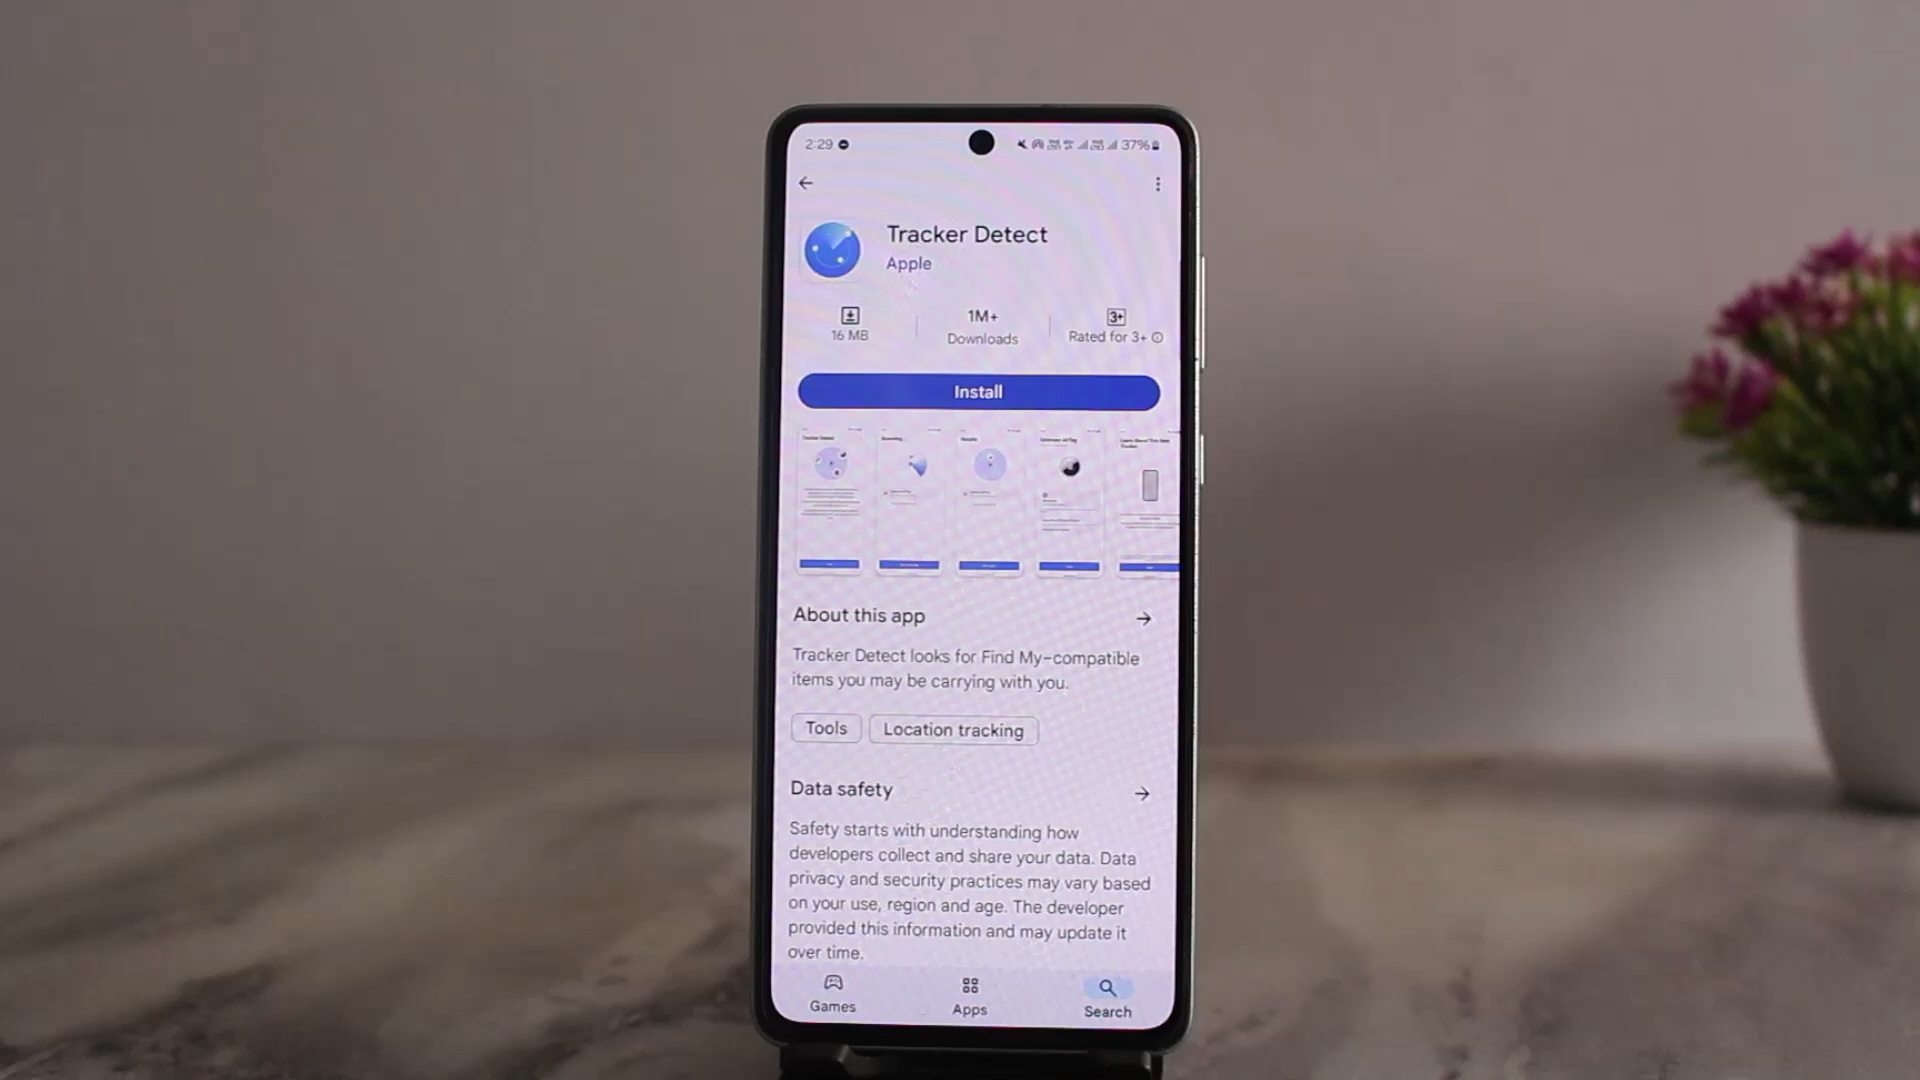 2:29
37%
Tracker Detect
Apple
16 MB
1M+
Downloads
3+
Rated for 3+
Install
About this app
Tracker Detect looks for Find My-compatible
items you may be carrying with you.
Tools
Location tracking
Data safety
Safety starts with understanding how
developers collect and share your data. Data
privacy and security practices may vary based
on your use, region and age. The developer
provided this information and may update it
over time.
Games
Apps
Search